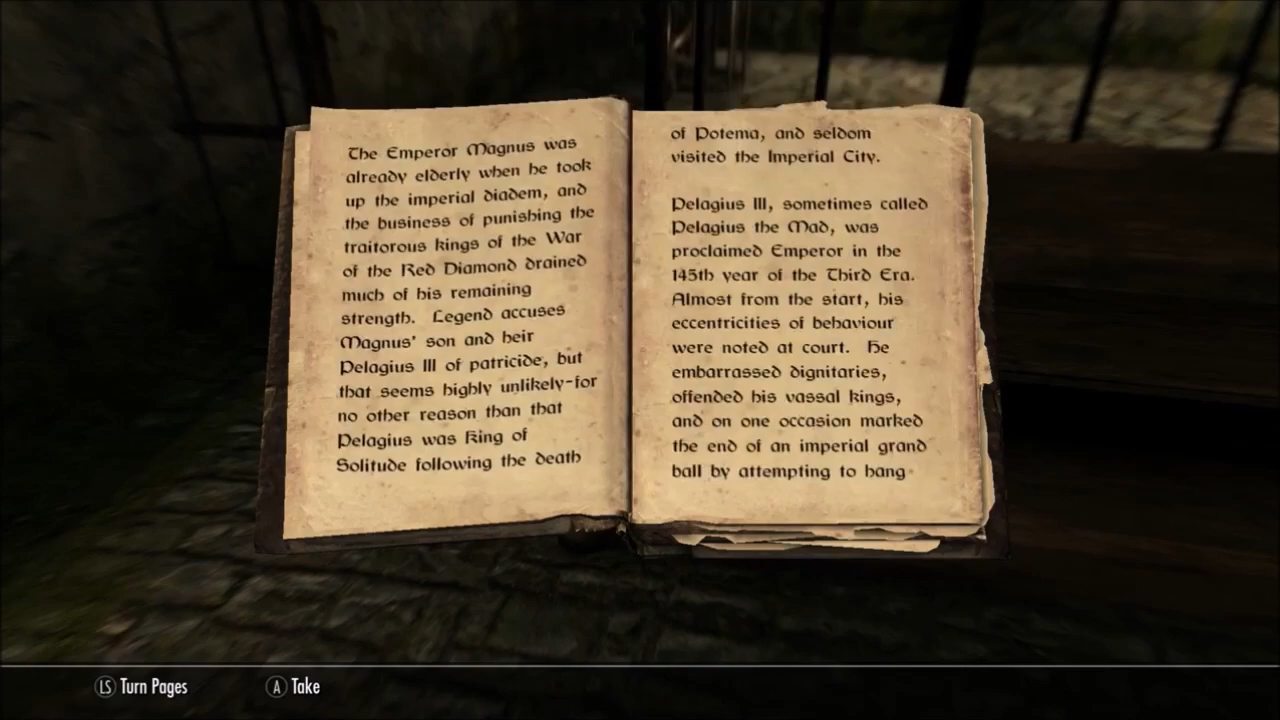 The Emperor Magnus was
already elderly when he took
up the imperial diadem, and
the business of punishing the
traitorous kings of the War
of the Red Diamond drained
much of his remaining
strength.  Legend accuses
Magnus' son and heir
Pelagius III of patricide, but
that seems highly unlikely-for
no other reason than that
Pelagius was King of
Solitude following the death
of Potema, and seldom
visited the Imperial City.
Pelagius III, sometimes called
Pelagius the Mad, was
proclaimed Emperor in the
145th year of the Third Era.
Almost from the start, his
eccentricities of behaviour
were noted at court.  He
embarrassed dignitaries,
offended his vassal kings,
and on one occasion marked
the end of an imperial grand
ball by attempting to hang
LS Turn Pages
A Take